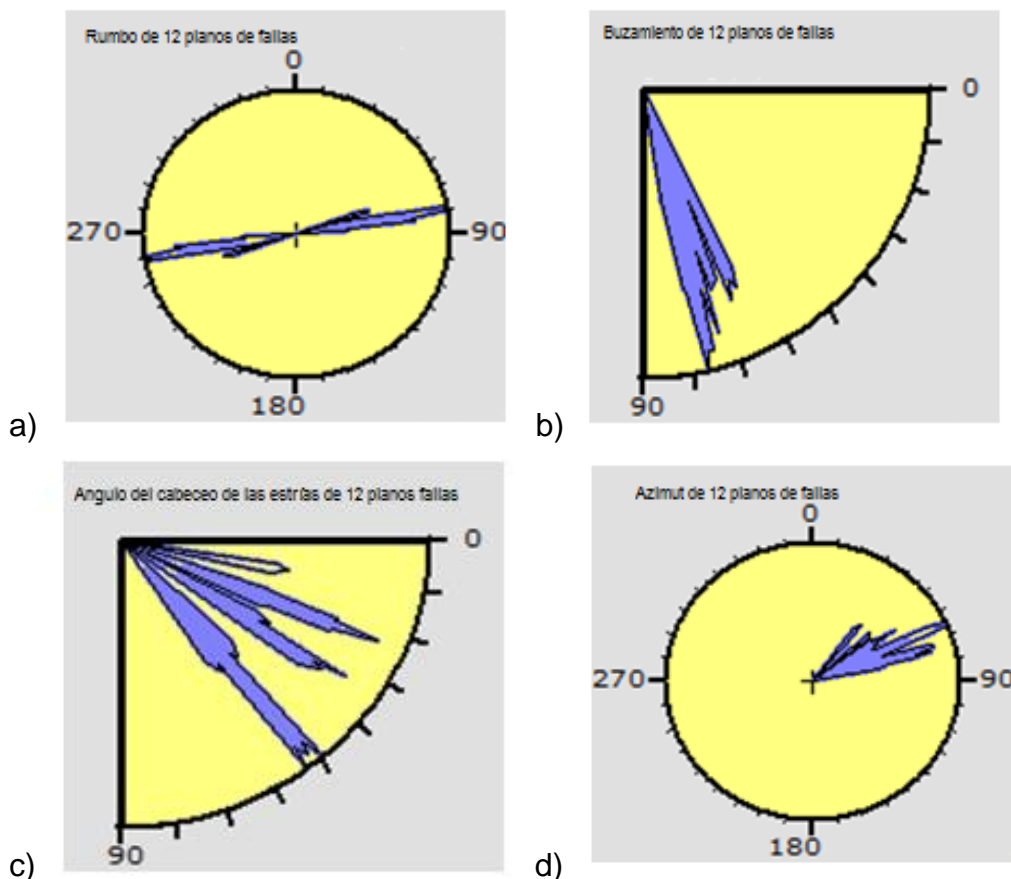 Rumbo de 12 planos de fallas
0
270
90
180
a)
Buzamiento de 12 planos de fallas
0
90
b)
Angulo del cabeceo de las estrías de 12 planos fallas
0
90
c)
Azimut de 12 planos de fallas
0
270
90
180
d)